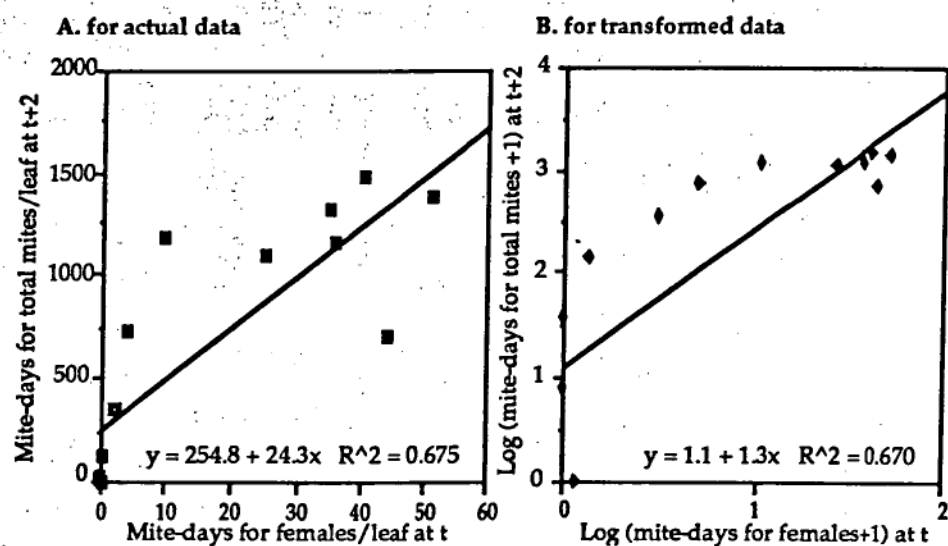 A. for actual data
Mite-days for total mites/leaf at t+2
2000
1500
1000
500
0
y = 254.8 + 24.3x R^2 = 0.675
0 10 20 30 40 50 60
Mite-days for females/leaf at t
B. for transformed data
Log (mite-days for total mites +1) at t+2
4
3
2
1
0
y = 1.1 + 1.3x R^2 = 0.670
0 1 2
Log (mite-days for females+1) at t